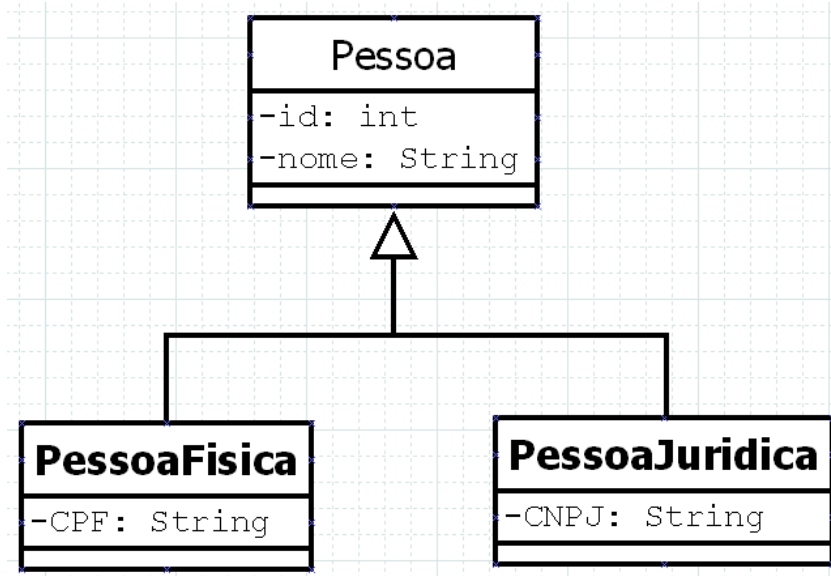 Pessoa
-id: int
-nome: String
PessoaFisica
-CPF: String
PessoaJuridica
-CNPJ: String